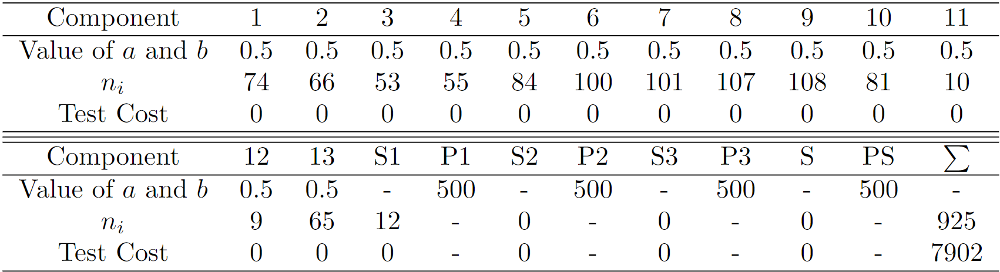 Component 1 2 3 4 5 6 7 8 9 10 11
Value of a and b 0.5 0.5 0.5 0.5 0.5 0.5 0.5 0.5 0.5 0.5 0.5
n_i 74 66 53 55 84 100 101 107 108 81 10
Test Cost 0 0 0 0 0 0 0 0 0 0 0
Component 12 13 S1 P1 S2 P2 S3 P3 S PS ∑
Value of a and b 0.5 0.5 - 500 - 500 - 500 - 500 -
n_i 9 65 12 - 0 - 0 - 0 - 925
Test Cost 0 0 0 - 0 - 0 - 0 - 7902